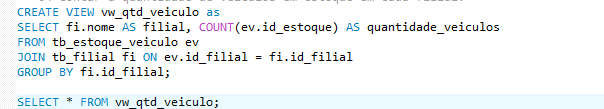 CREATE VIEW vw_qtd_veiculo as
SELECT fi.nome AS filial, COUNT(ev.id_estoque) AS quantidade_veiculos
FROM tb_estoque_veiculo ev
JOIN tb_filial fi ON ev.id_filial = fi.id_filial
GROUP BY fi.id_filial;
SELECT * FROM vw_qtd_veiculo;